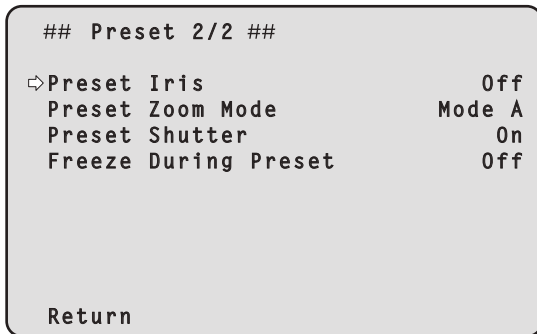 ## Preset 2/2 ##
⇨Preset Iris Off
Preset Zoom Mode Mode A
Preset Shutter On
Freeze During Preset Off
Return